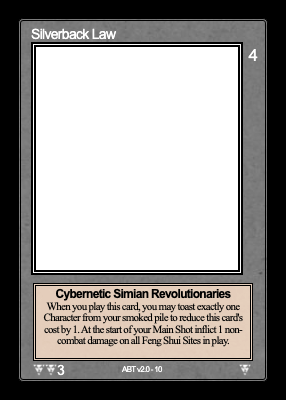 Silverback Law
4
Cybernetic Simian Revolutionaries
When you play this card, you may toast exactly one
Character from your smoked pile to reduce this card's
cost by 1. At the start of your Main Shot inflict 1 non-
combat damage on all Feng Shui Sites in play.
3 ABT v2.0 - 10